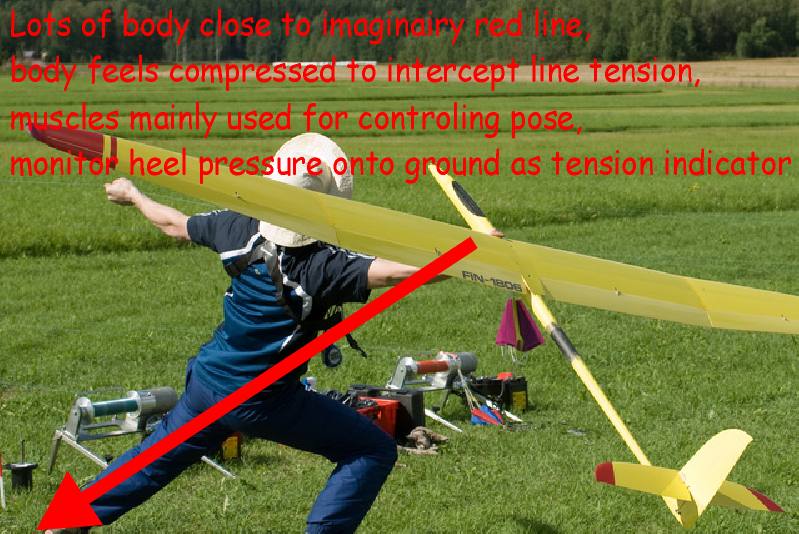 Lots of body close to imaginairy red line,
body feels compressed to intercept line tension,
muscles mainly used for controling pose,
monitor heel pressure onto ground as tension indicator
FIN-1808